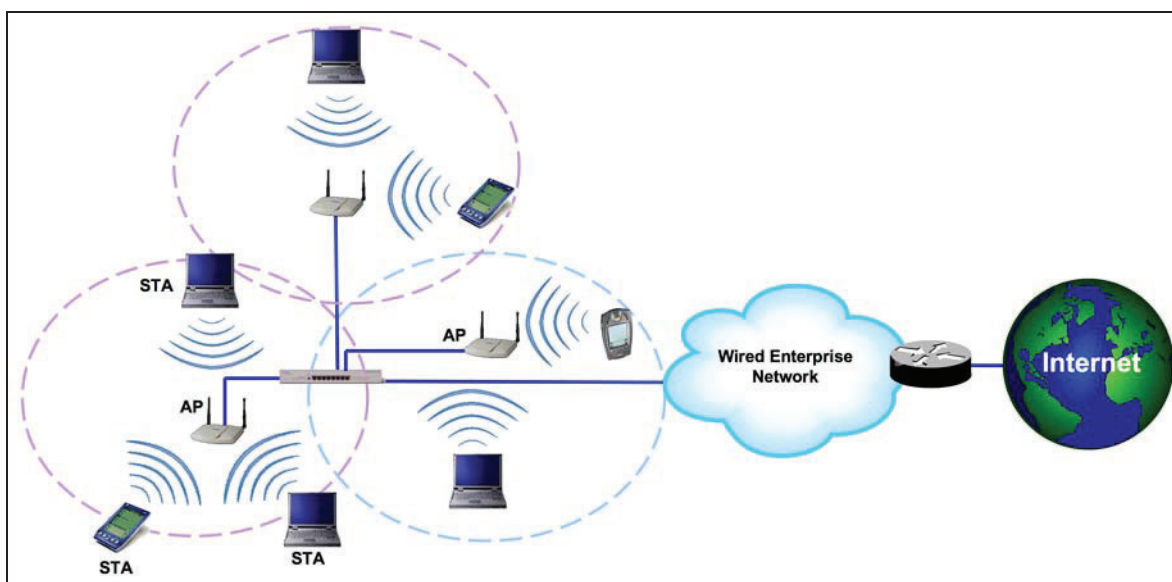 STA
AP
Wired Enterprise
Network
Internet
AP
STA
STA